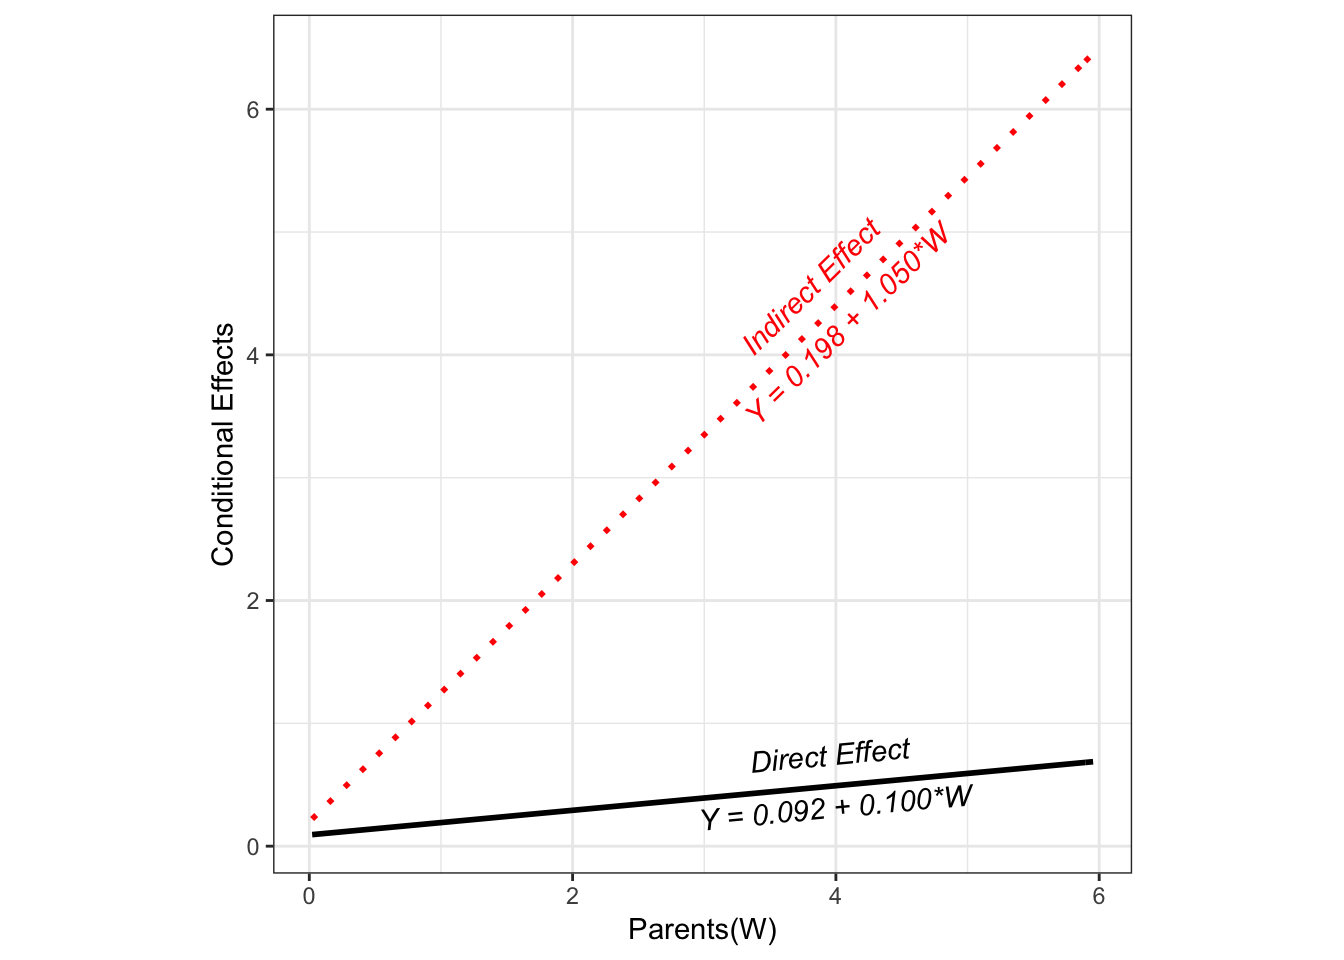 6
4
2
0
Conditional Effects
Indirect Effect
Y = 0.198 + 1.050*W
Direct Effect
Y = 0.092 + 0.100*W
0 2 4 6
Parents(W)